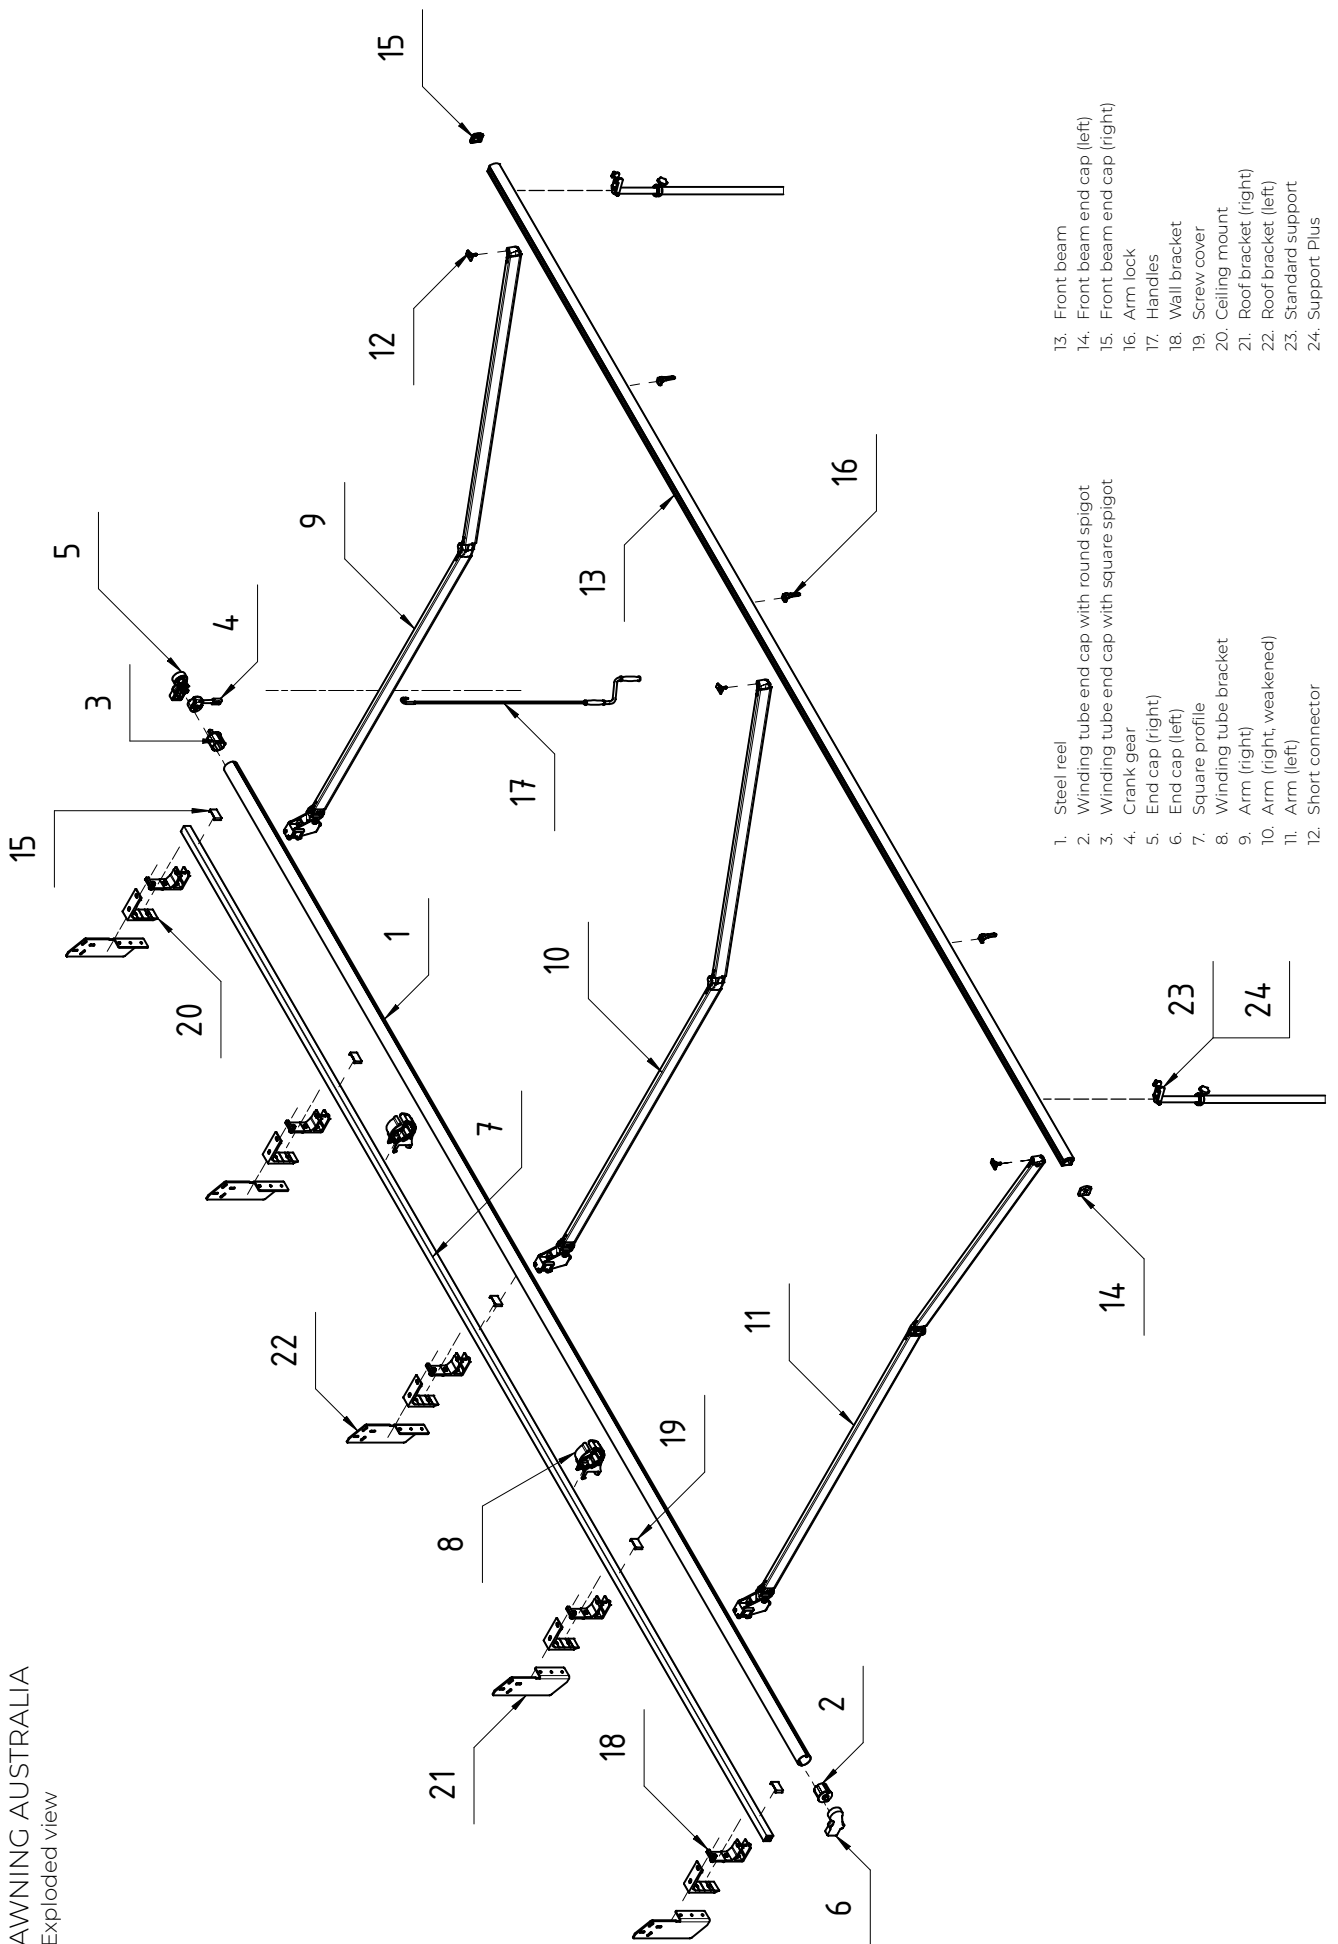 AWNING AUSTRALIA
Exploded view
15
5
3
20
4
22
9
12
15
1
21
8
7
17
10
13
18
19
11
2
6
16
14
23
24
1. Steel reel
2. Winding tube end cap with round spigot
3. Winding tube end cap with square spigot
4. Crank gear
5. End cap (right)
6. End cap (left)
7. Square profile
8. Winding tube bracket
9. Arm (right)
10. Arm (right, weakened)
11. Arm (left)
12. Short connector
13. Front beam
14. Front beam end cap (left)
15. Front beam end cap (right)
16. Arm lock
17. Handles
18. Wall bracket
19. Screw cover
20. Ceiling mount
21. Roof bracket (right)
22. Roof bracket (left)
23. Standard support
24. Support Plus